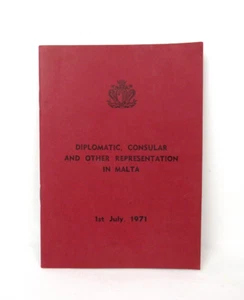 DIPLOMATIC, CONSULAR
AND OTHER REPRESENTATION
IN MALTA
1st July, 1971